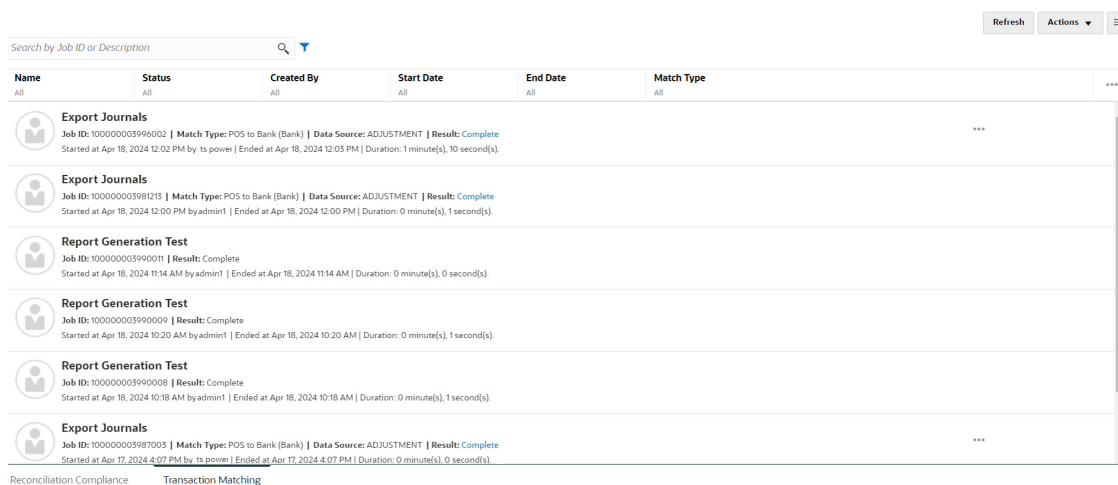 Refresh Actions
Search by Job ID or Description
Name Status Created By Start Date End Date Match Type
All All All All All All
Export Journals
Job ID: 100000003996002 | Match Type: POS to Bank (Bank) | Data Source: ADJUSTMENT | Result: Complete
Started at Apr 18, 2024 12:02 PM by ts power | Ended at Apr 18, 2024 12:03 PM | Duration: 1 minute(s), 10 second(s).
Export Journals
Job ID: 100000003981213 | Match Type: POS to Bank (Bank) | Data Source: ADJUSTMENT | Result: Complete
Started at Apr 18, 2024 12:00 PM byadmin1 | Ended at Apr 18, 2024 12:00 PM | Duration: 0 minute(s), 1 second(s).
Report Generation Test
Job ID: 100000003990011 | Result: Complete
Started at Apr 18, 2024 11:14 AM byadmin1 | Ended at Apr 18, 2024 11:14 AM | Duration: 0 minute(s), 0 second(s).
Report Generation Test
Job ID: 100000003990009 | Result: Complete
Started at Apr 18, 2024 10:20 AM byadmin1 | Ended at Apr 18, 2024 10:20 AM | Duration: 0 minute(s), 1 second(s).
Report Generation Test
Job ID: 100000003990008 | Result: Complete
Started at Apr 18, 2024 10:18 AM byadmin1 | Ended at Apr 18, 2024 10:18 AM | Duration: 0 minute(s), 1 second(s).
Export Journals
Job ID: 100000003987003 | Match Type: POS to Bank (Bank) | Data Source: ADJUSTMENT | Result: Complete
Started at Apr 17, 2024 4:07 PM by ts power | Ended at Apr 17, 2024 4:07 PM | Duration: 0 minute(s), 0 second(s).
Reconciliation Compliance Transaction Matching